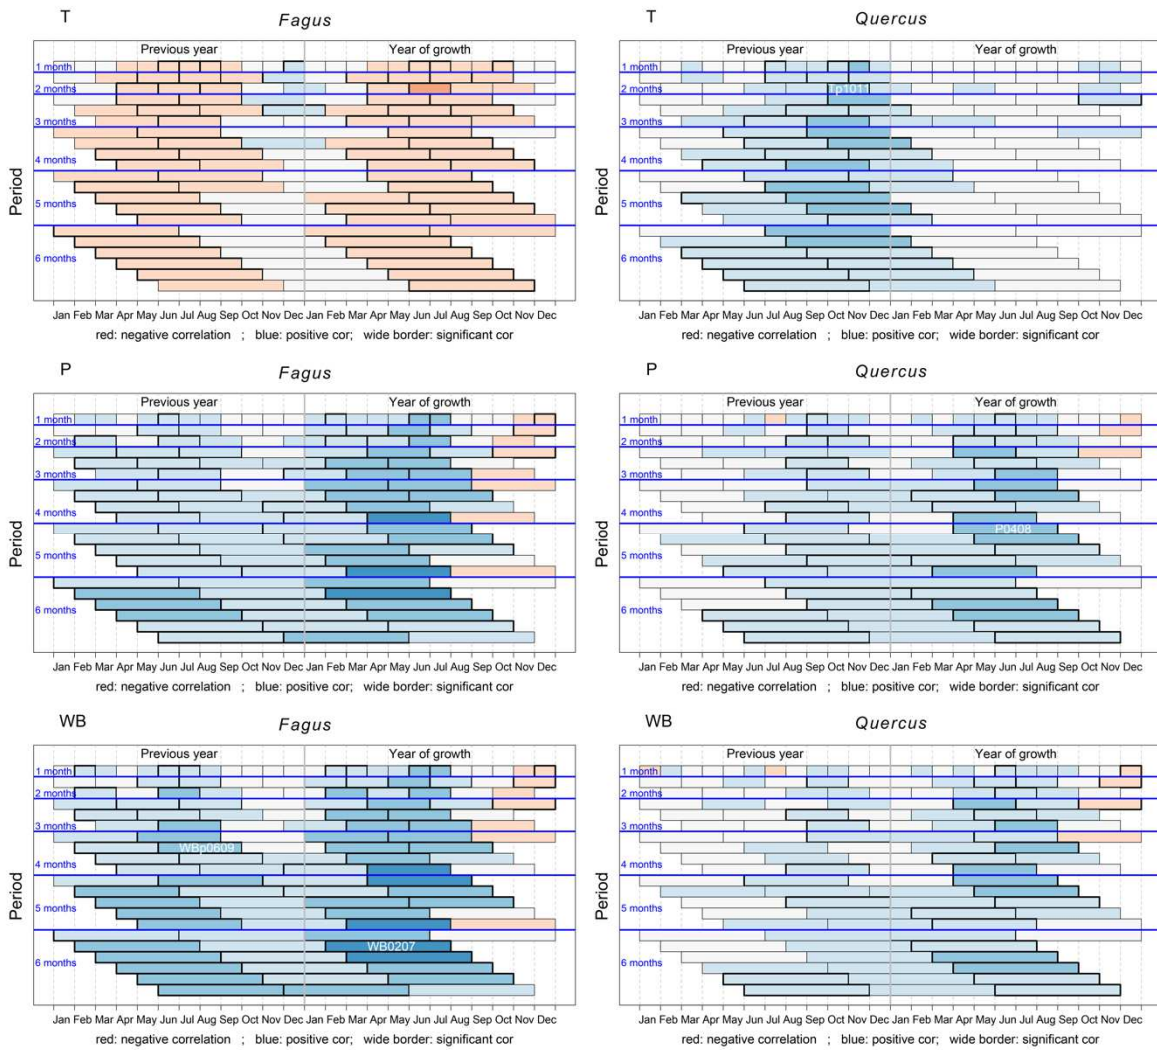 T
Fagus
Previous year
Year of growth
1 month
2 months
3 months
4 months
5 months
6 months
Period
Jan Feb Mar Apr May Jun Jul Aug Sep Oct Nov Dec Jan Feb Mar Apr May Jun Jul Aug Sep Oct Nov Dec
red: negative correlation ; blue: positive cor; wide border: significant cor
T
Quercus
Previous year
Year of growth
1 month
2 months
Tp1011
3 months
4 months
5 months
6 months
Period
Jan Feb Mar Apr May Jun Jul Aug Sep Oct Nov Dec Jan Feb Mar Apr May Jun Jul Aug Sep Oct Nov Dec
red: negative correlation ; blue: positive cor; wide border: significant cor
P
Fagus
Previous year
Year of growth
1 month
2 months
3 months
4 months
5 months
6 months
Period
Jan Feb Mar Apr May Jun Jul Aug Sep Oct Nov Dec Jan Feb Mar Apr May Jun Jul Aug Sep Oct Nov Dec
red: negative correlation ; blue: positive cor; wide border: significant cor
P
Quercus
Previous year
Year of growth
1 month
2 months
3 months
4 months
P0408
5 months
6 months
Period
Jan Feb Mar Apr May Jun Jul Aug Sep Oct Nov Dec Jan Feb Mar Apr May Jun Jul Aug Sep Oct Nov Dec
red: negative correlation ; blue: positive cor; wide border: significant cor
WB
Fagus
Previous year
Year of growth
1 month
2 months
3 months
WBp0609
4 months
5 months
WB0207
6 months
Period
Jan Feb Mar Apr May Jun Jul Aug Sep Oct Nov Dec Jan Feb Mar Apr May Jun Jul Aug Sep Oct Nov Dec
red: negative correlation ; blue: positive cor; wide border: significant cor
WB
Quercus
Previous year
Year of growth
1 month
2 months
3 months
4 months
5 months
6 months
Period
Jan Feb Mar Apr May Jun Jul Aug Sep Oct Nov Dec Jan Feb Mar Apr May Jun Jul Aug Sep Oct Nov Dec
red: negative correlation ; blue: positive cor; wide border: significant cor